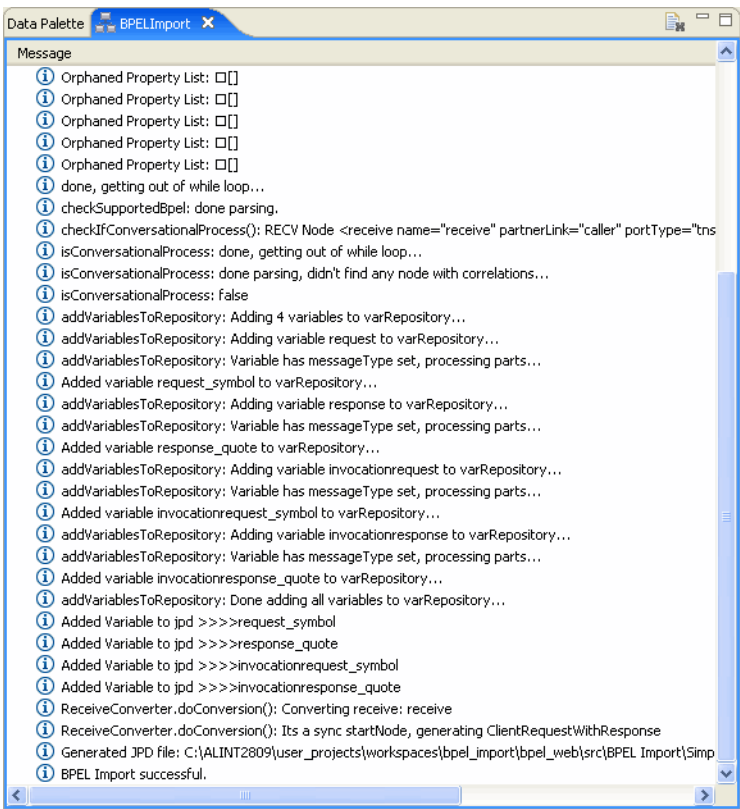 Data Palette BPELImport
Message
Orphaned Property List: □[]
Orphaned Property List: □[]
Orphaned Property List: □[]
Orphaned Property List: □[]
Orphaned Property List: □[]
done, getting out of while loop...
checkSupportedBpel: done parsing.
checkIfConversationalProcess(): RECV Node <receive name="receive" partnerLink="caller" portType="tns
isConversationalProcess: done, getting out of while loop...
isConversationalProcess: done parsing, didn't find any node with correlations...
isConversationalProcess: false
addVariablesToRepository: Adding 4 variables to varRepository...
addVariablesToRepository: Adding variable request to varRepository...
addVariablesToRepository: Variable has messageType set, processing parts...
Added variable request_symbol to varRepository...
addVariablesToRepository: Adding variable response to varRepository...
addVariablesToRepository: Variable has messageType set, processing parts...
Added variable response_quote to varRepository...
addVariablesToRepository: Adding variable invocationrequest to varRepository...
addVariablesToRepository: Variable has messageType set, processing parts...
Added variable invocationrequest_symbol to varRepository...
addVariablesToRepository: Adding variable invocationresponse to varRepository...
addVariablesToRepository: Variable has messageType set, processing parts...
Added variable invocationresponse_quote to varRepository...
addVariablesToRepository: Done adding all variables to varRepository...
Added Variable to jpd >>>>request_symbol
Added Variable to jpd >>>>response_quote
Added Variable to jpd >>>>invocationrequest_symbol
Added Variable to jpd >>>>invocationresponse_quote
ReceiveConverter.doConversion(): Converting receive: receive
ReceiveConverter.doConversion(): Its a sync startNode, generating ClientRequestWithResponse
Generated JPD file: C:\ALINT2809\user_projects\workspaces\bpel_import\bpel_web\src\BPEL Import\Simp
BPEL Import successful.